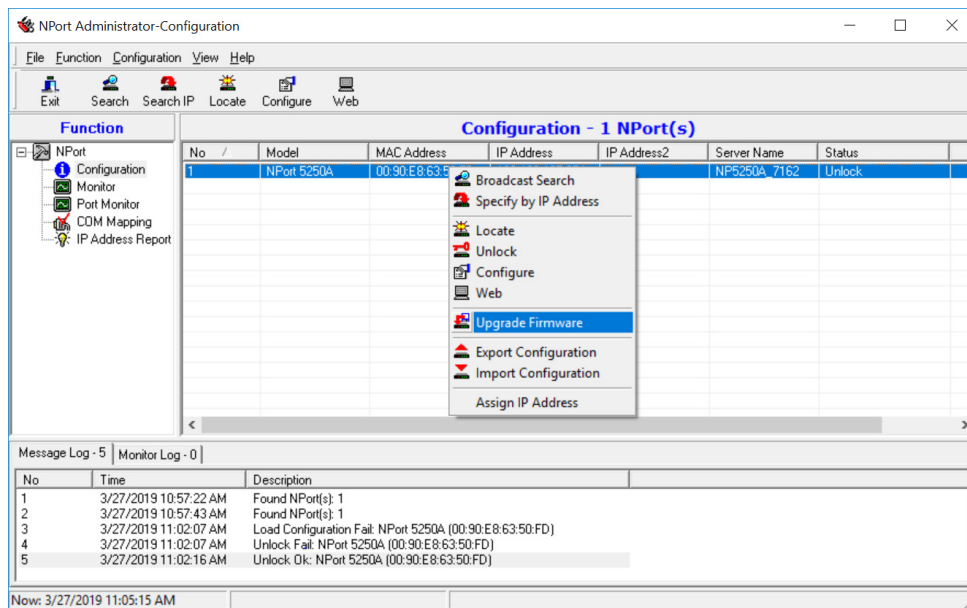 NPort Administrator-Configuration
File Function Configuration View Help
Exit Search Search IP Locate Configure Web
Function
Configuration - 1 NPort(s)
NPort
Configuration
Monitor
Port Monitor
COM Mapping
IP Address Report
No / Model MAC Address IP Address IP Address2 Server Name Status
1 NPort 5250A 00:90:E8:63:5 NP5250A_7162 Unlock
Broadcast Search
Specify by IP Address
Locate
Unlock
Configure
Web
Upgrade Firmware
Export Configuration
Import Configuration
Assign IP Address
Message Log - 5 Monitor Log - 0
No Time Description
1 3/27/2019 10:57:22 AM Found NPort(s): 1
2 3/27/2019 10:57:43 AM Found NPort(s): 1
3 3/27/2019 11:02:07 AM Load Configuration Fail: NPort 5250A (00:90:E8:63:50:FD)
4 3/27/2019 11:02:07 AM Unlock Fail: NPort 5250A (00:90:E8:63:50:FD)
5 3/27/2019 11:02:16 AM Unlock Ok: NPort 5250A (00:90:E8:63:50:FD)
Now: 3/27/2019 11:05:15 AM